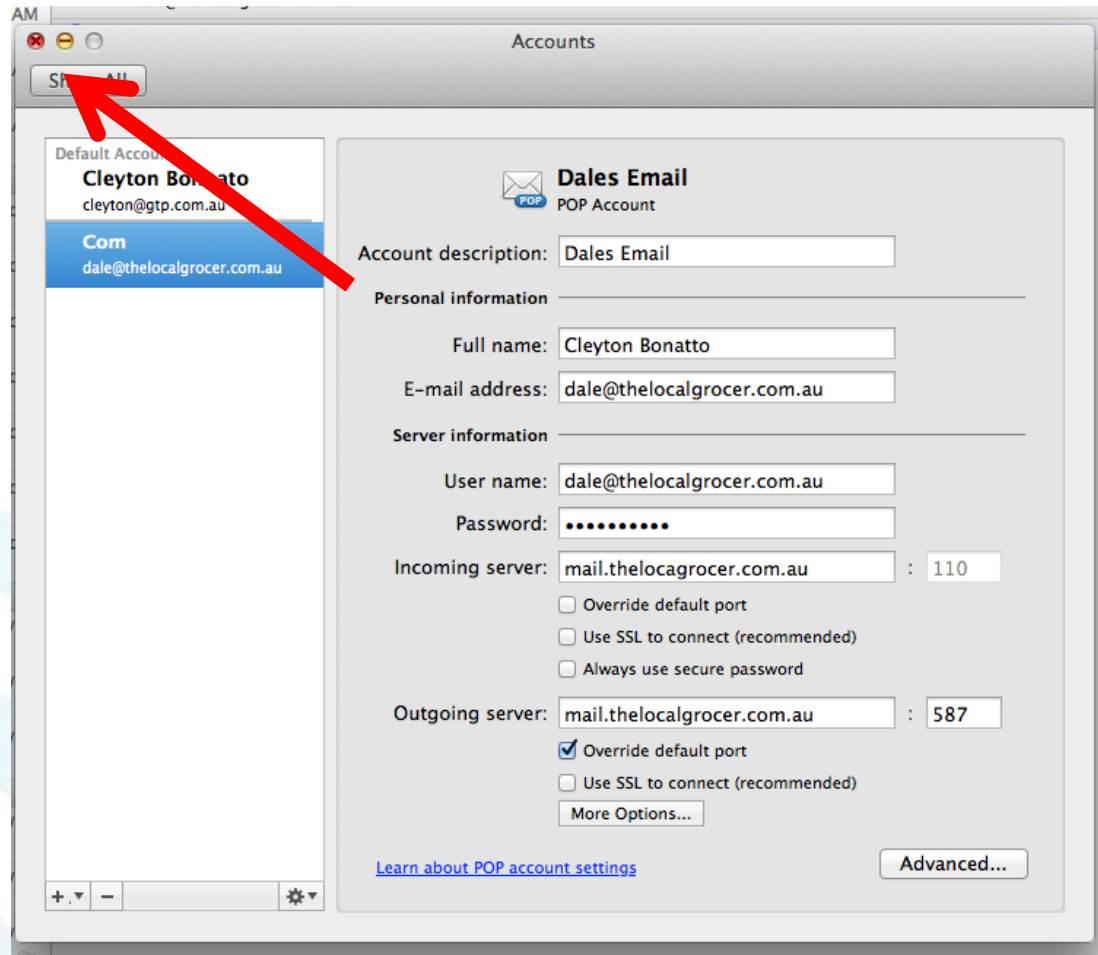 AM
Accounts
All
Default
Cleyton
cleyton@gtp.com.au
Com
dale@thelocalgrocer.com.au
POP
Dales Email
POP Account
Account description: Dales Email
Personal information
Full name: Cleyton Bonatto
E-mail address: dale@thelocalgrocer.com.au
Server information
User name: dale@thelocalgrocer.com.au
Password: ••••••••••
Incoming server: mail.thelocagrocer.com.au : 110
Override default port
Use SSL to connect (recommended)
Always use secure password
Outgoing server: mail.thelocalgrocer.com.au : 587
Override default port
Use SSL to connect (recommended)
More Options...
Learn about POP account settings
Advanced...